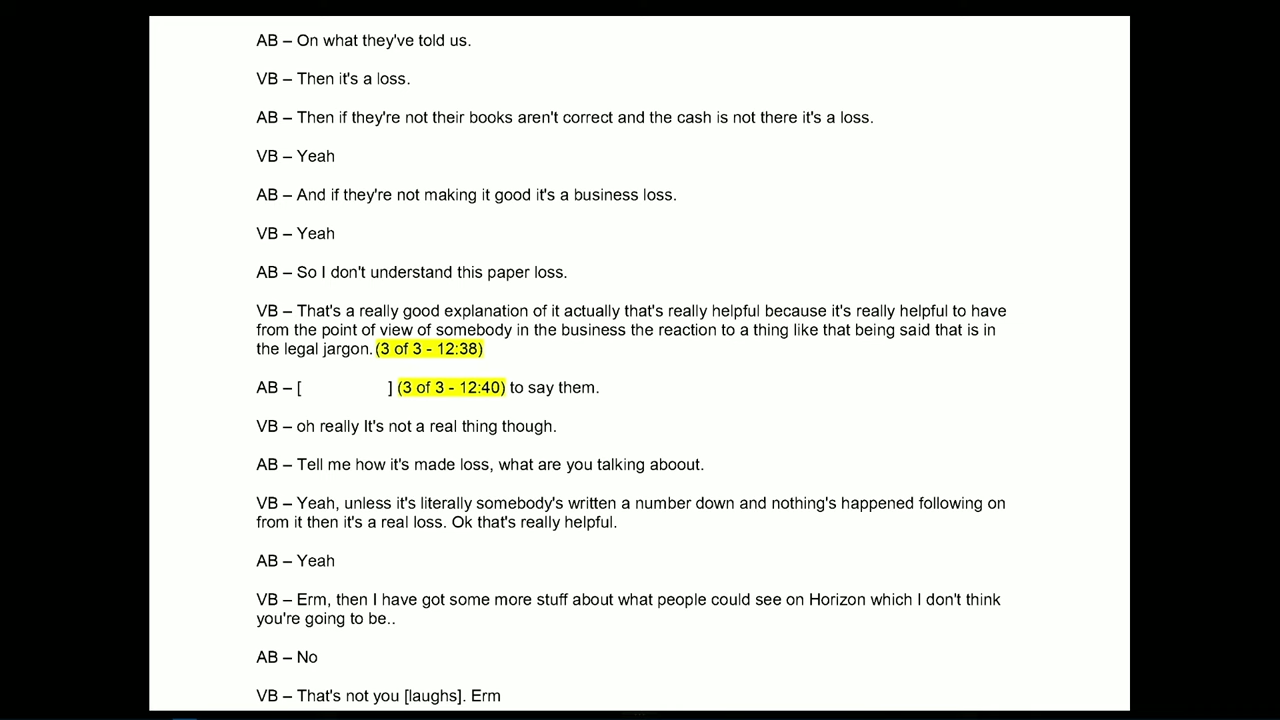 AB – On what they've told us.
VB – Then it's a loss.
AB – Then if they're not their books aren't correct and the cash is not there it's a loss.
VB – Yeah
AB – And if they're not making it good it's a business loss.
VB – Yeah
AB – So I don't understand this paper loss.
VB – That's a really good explanation of it actually that's really helpful because it's really helpful to have
from the point of view of somebody in the business the reaction to a thing like that being said that is in
the legal jargon. (3 of 3 - 12:38)
AB – [ ] (3 of 3 - 12:40) to say them.
VB – oh really It's not a real thing though.
AB – Tell me how it's made loss, what are you talking aboout.
VB – Yeah, unless it's literally somebody's written a number down and nothing's happened following on
from it then it's a real loss. Ok that's really helpful.
AB – Yeah
VB – Erm, then I have got some more stuff about what people could see on Horizon which I don't think
you're going to be..
AB – No
VB – That's not you [laughs]. Erm